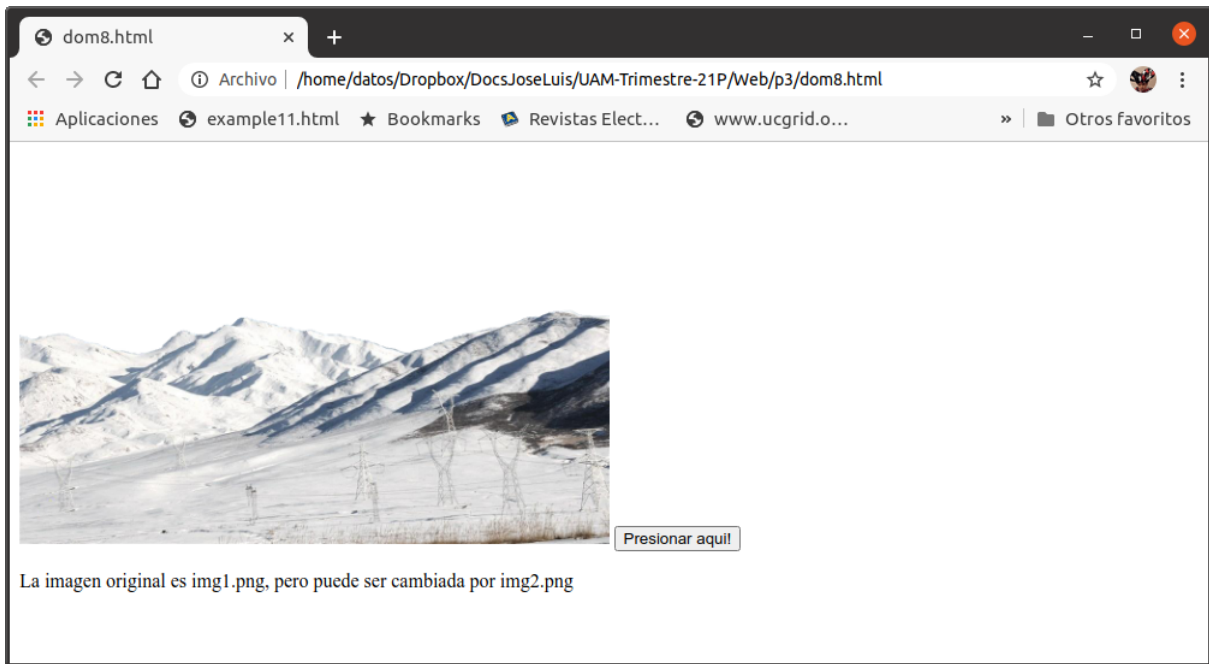 dom8.html
Archivo /home/datos/Dropbox/DocsJoseLuis/UAM-Trimestre-21P/Web/p3/dom8.html
Aplicaciones example11.html Bookmarks Revistas Elect... www.ucgrid.o... » Otros favoritos
Presionar aqui!
La imagen original es img1.png, pero puede ser cambiada por img2.png